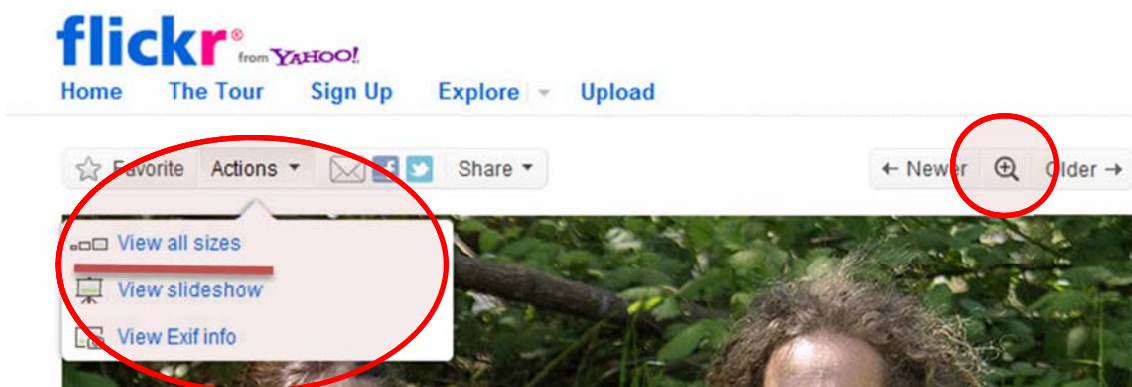 flickr® from YAHOO!
Home The Tour Sign Up Explore Upload
Favorite Actions Share ← Newer Older →
View all sizes
View slideshow
View Exif info